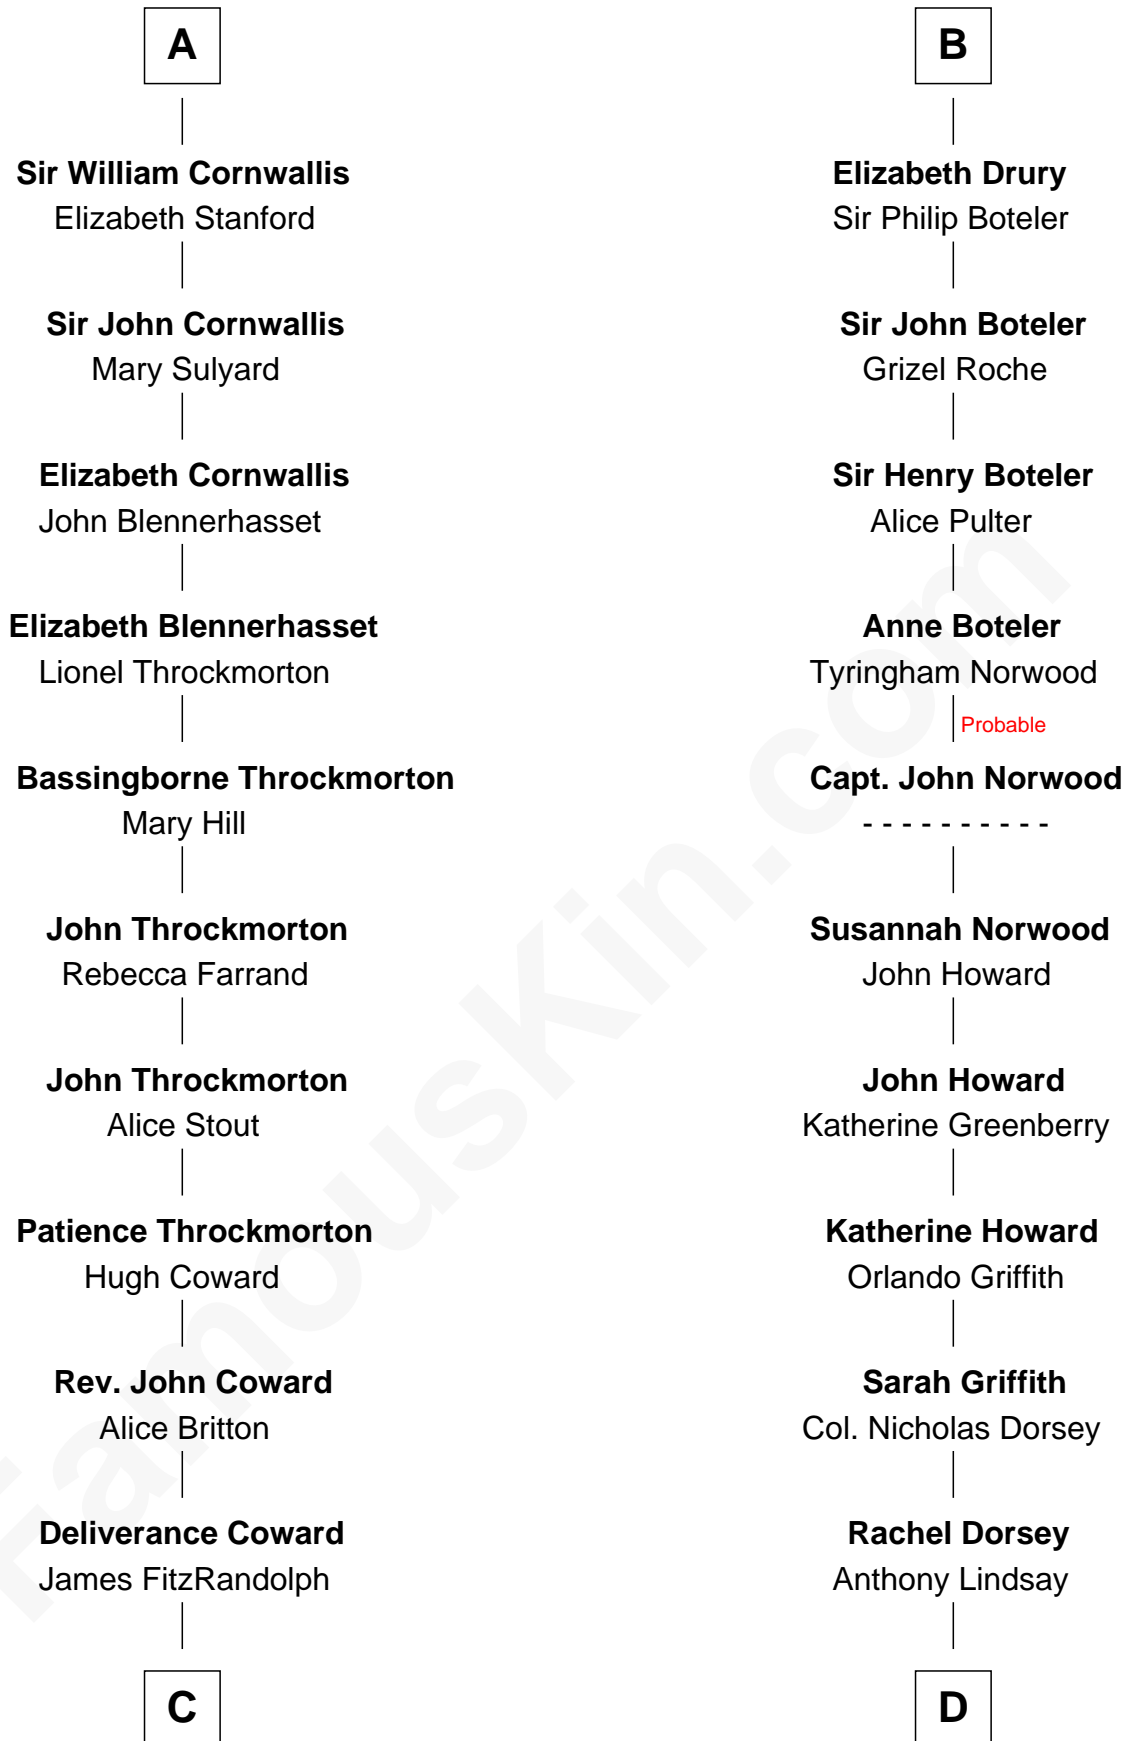 A
Sir William Cornwallis
Elizabeth Stanford
Sir John Cornwallis
Mary Sulyard
Elizabeth Cornwallis
John Blennerhasset
Elizabeth Blennerhasset
Lionel Throckmorton
Bassingborne Throckmorton
Mary Hill
John Throckmorton
Rebecca Farrand
John Throckmorton
Alice Stout
Patience Throckmorton
Hugh Coward
Rev. John Coward
Alice Britton
Deliverance Coward
James FitzRandolph
C
B
Elizabeth Drury
Sir Philip Boteler
Sir John Boteler
Grizel Roche
Sir Henry Boteler
Alice Pulter
Anne Boteler
Tyringham Norwood
Probable
Capt. John Norwood
- - - - - - - - - -
Susannah Norwood
John Howard
John Howard
Katherine Greenberry
Katherine Howard
Orlando Griffith
Sarah Griffith
Col. Nicholas Dorsey
Rachel Dorsey
Anthony Lindsay
D
FamousKin.com